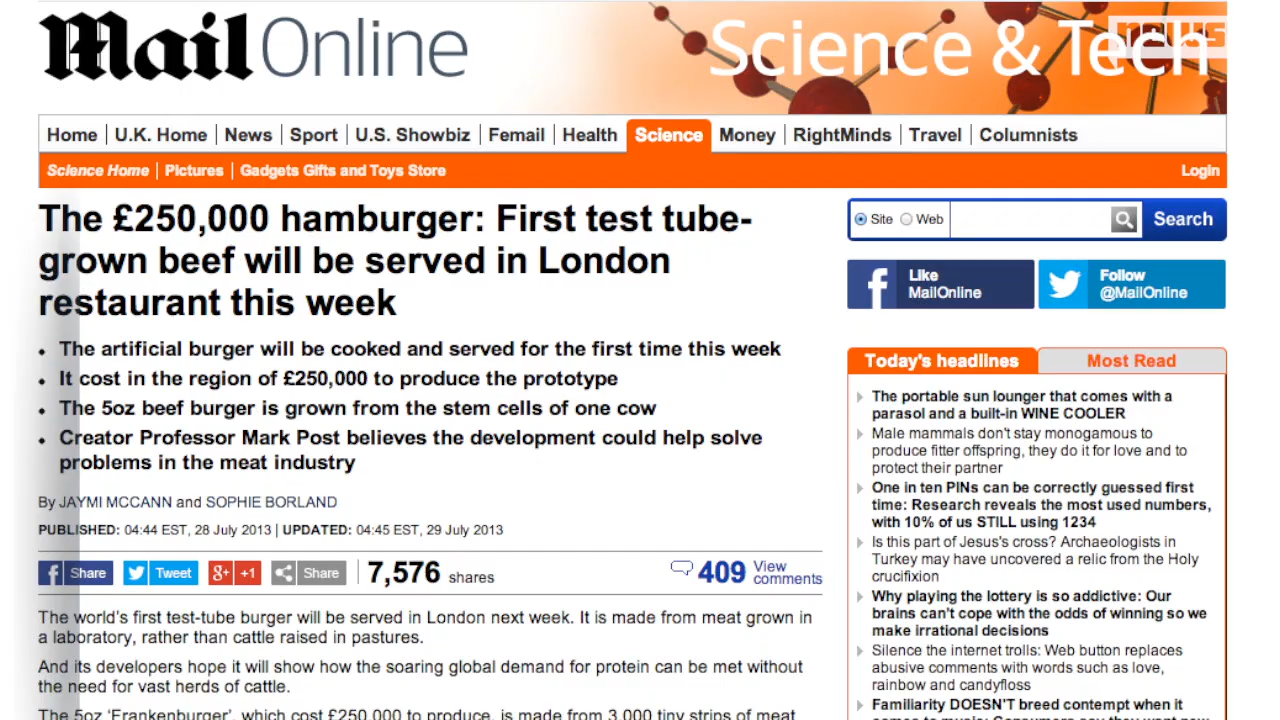 Mail Online
Science & Tech
news
Home U.K. Home News Sport U.S. Showbiz Femail Health Science Money RightMinds Travel Columnists
Science Home Pictures Gadgets Gifts and Toys Store Login
The £250,000 hamburger: First test tube-
grown beef will be served in London
restaurant this week
• The artificial burger will be cooked and served for the first time this week
• It cost in the region of £250,000 to produce the prototype
• The 5oz beef burger is grown from the stem cells of one cow
• Creator Professor Mark Post believes the development could help solve
problems in the meat industry
By JAYMI MCCANN and SOPHIE BORLAND
PUBLISHED: 04:44 EST, 28 July 2013 | UPDATED: 04:45 EST, 29 July 2013
Share Tweet +1 Share 7,576 shares 409 View
comments
The world's first test-tube burger will be served in London next week. It is made from meat grown in
a laboratory, rather than cattle raised in pastures.
And its developers hope it will show how the soaring global demand for protein can be met without
the need for vast herds of cattle.
The 5oz 'Frankenburger', which cost £250,000 to produce, is made from 3,000 tiny strips of meat
Site Web Search
Like
MailOnline
Follow
@MailOnline
Today's headlines Most Read
The portable sun lounger that comes with a
parasol and a built-in WINE COOLER
Male mammals don't stay monogamous to
produce fitter offspring, they do it for love and to
protect their partner
One in ten PINs can be correctly guessed first
time: Research reveals the most used numbers,
with 10% of us STILL using 1234
Is this part of Jesus's cross? Archaeologists in
Turkey may have uncovered a relic from the Holy
crucifixion
Why playing the lottery is so addictive: Our
brains can't cope with the odds of winning so we
make irrational decisions
Silence the internet trolls: Web button replaces
abusive comments with words such as love,
rainbow and candyfloss
Familiarity DOESN'T breed contempt when it
comes to music: Consumers say they want new